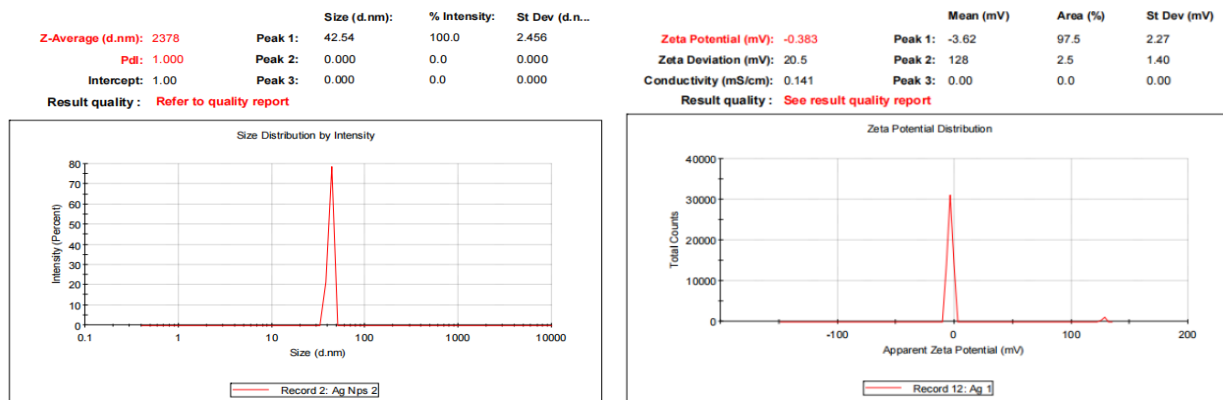 Size (d.nm): % Intensity: St Dev (d.n...
Z-Average (d.nm): 2378 Peak 1: 42.54 100.0 2.456
PdI: 1.000 Peak 2: 0.000 0.0 0.000
Intercept: 1.00 Peak 3: 0.000 0.0 0.000
Result quality : Refer to quality report
Size Distribution by Intensity
Intensity (Percent)
80
70
60
50
40
30
20
10
0
0.1 1 10 100 1000 10000
Size (d.nm)
Record 2: Ag Nps 2
Mean (mV) Area (%) St Dev (mV)
Zeta Potential (mV): -0.383 Peak 1: -3.62 97.5 2.27
Zeta Deviation (mV): 20.5 Peak 2: 128 2.5 1.40
Conductivity (mS/cm): 0.141 Peak 3: 0.00 0.0 0.00
Result quality : See result quality report
Zeta Potential Distribution
Total Counts
40000
30000
20000
10000
0
-100 0 100 200
Apparent Zeta Potential (mV)
Record 12: Ag 1